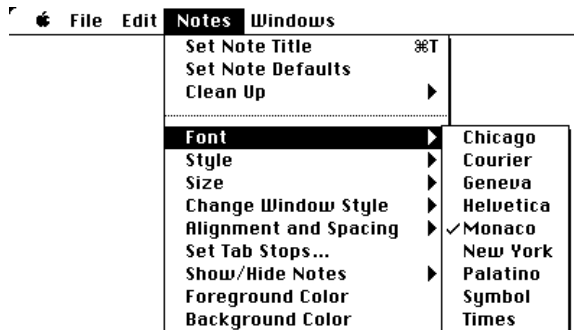 File Edit Notes Windows
Set Note Title ⌘T
Set Note Defaults
Clean Up
Font
Style
Size
Change Window Style
Alignment and Spacing
Set Tab Stops...
Show/Hide Notes
Foreground Color
Background Color
Chicago
Courier
Geneva
Helvetica
✓Monaco
New York
Palatino
Symbol
Times